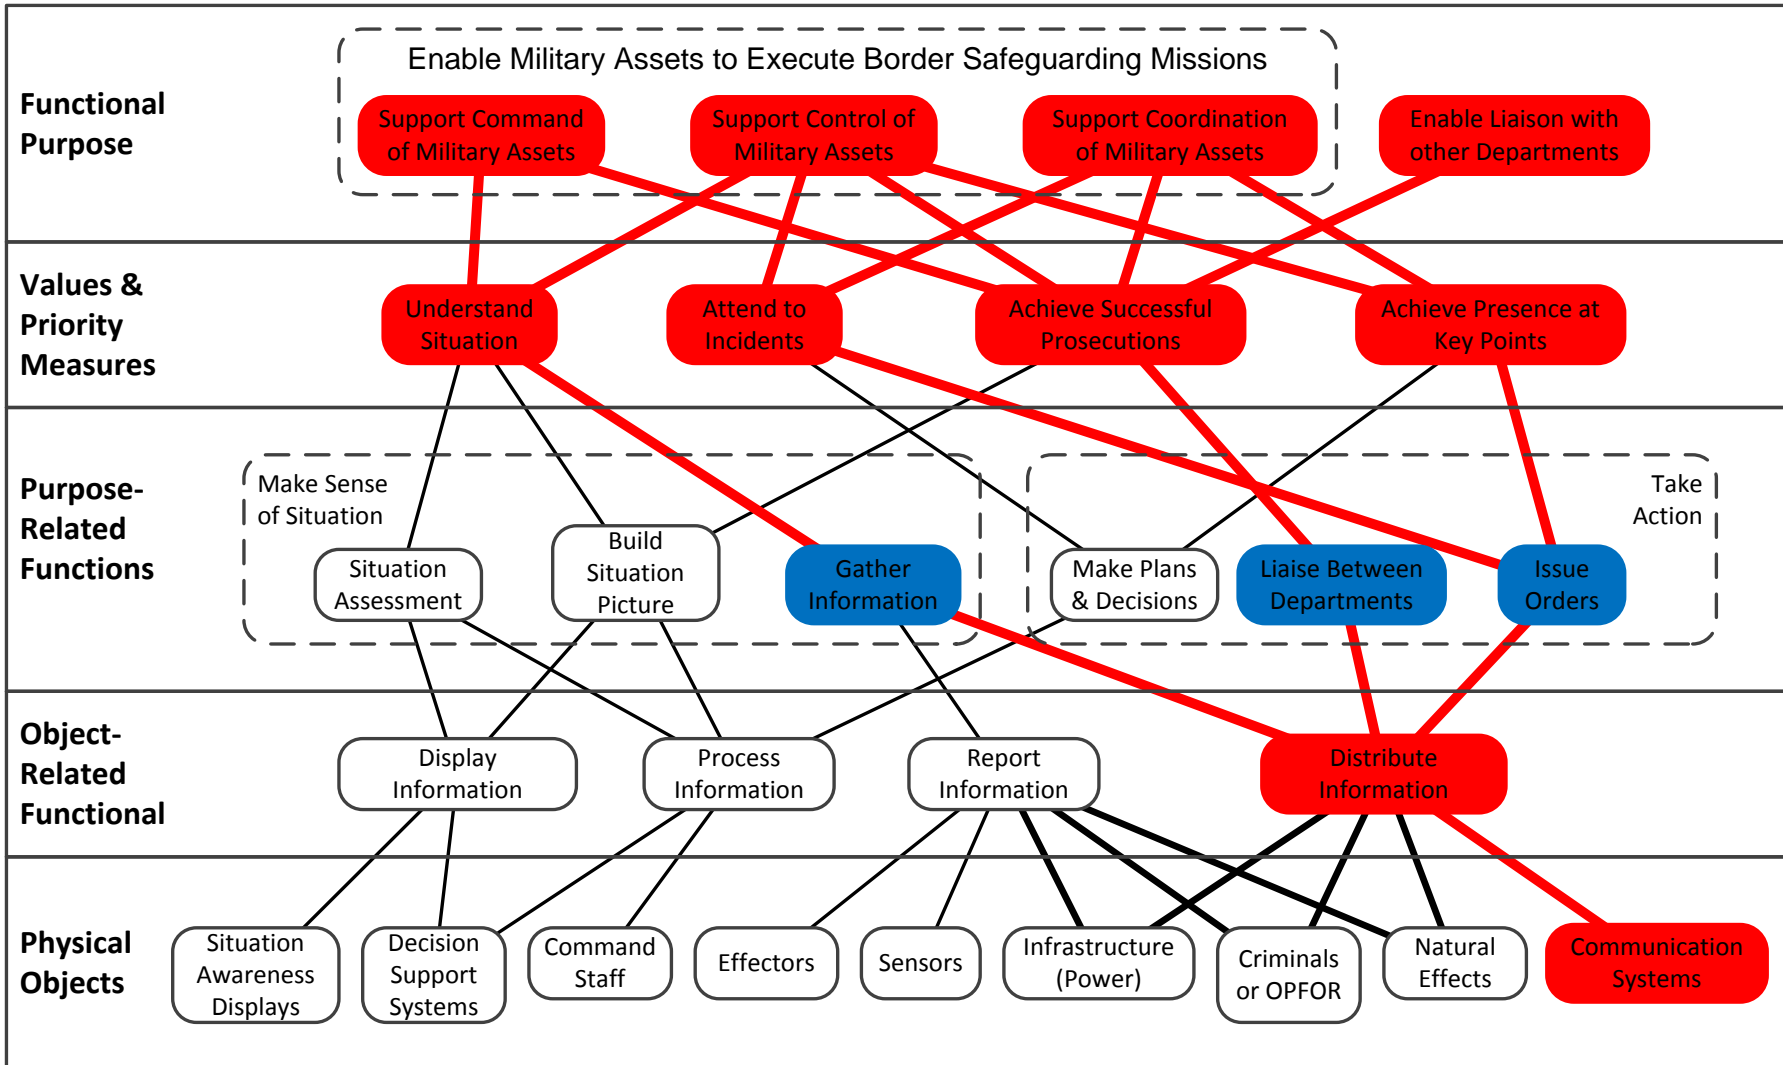 Enable Military Assets to Execute Border Safeguarding Missions
Functional
Purpose
Support Command
of Military Assets
Support Control of
Military Assets
Support Coordination
of Military Assets
Enable Liaison with
other Departments
Values &
Priority
Measures
Understand
Situation
Attend to
Incidents
Achieve Successful
Prosecutions
Achieve Presence at
Key Points
Purpose-
Related
Functions
Make Sense
of Situation
Take
Action
Situation
Assessment
Build
Situation
Picture
Gather
Information
Make Plans
& Decisions
Liaise Between
Departments
Issue
Orders
Object-
Related
Functional
Display
Information
Process
Information
Report
Information
Distribute
Information
Physical
Objects
Situation
Awareness
Displays
Decision
Support
Systems
Command
Staff
Effectors
Sensors
Infrastructure
(Power)
Criminals
or OPFOR
Natural
Effects
Communication
Systems